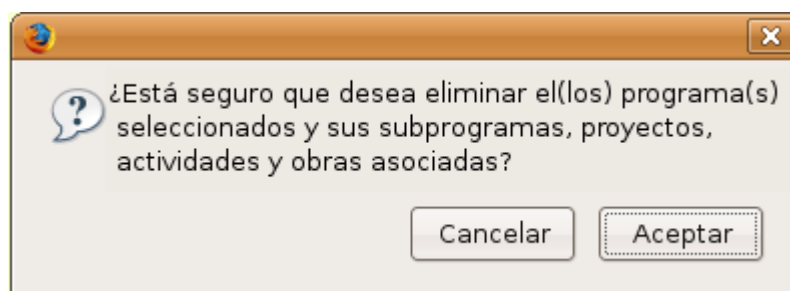 ¿Está seguro que desea eliminar el(los) programa(s)
seleccionados y sus subprogramas, proyectos,
actividades y obras asociadas?
Cancelar
Aceptar